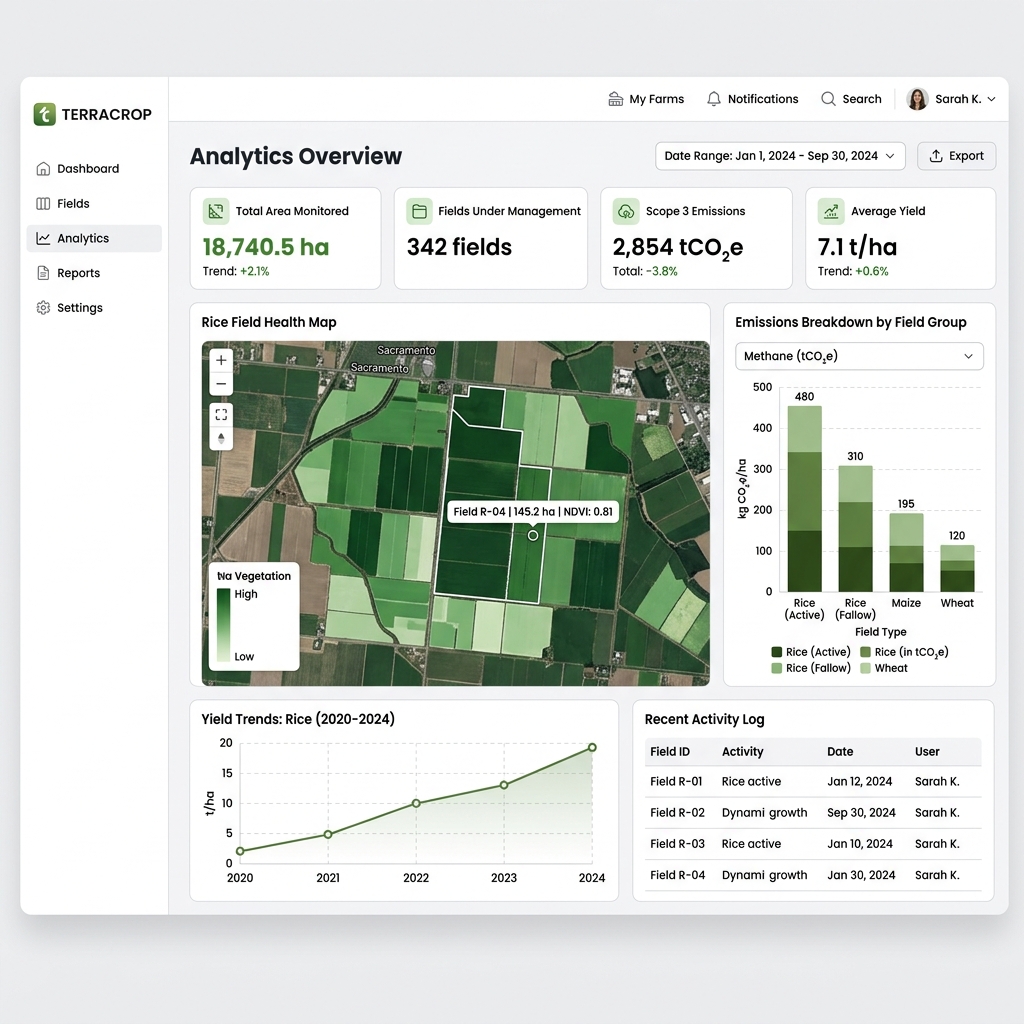 TERRACROP
Dashboard
Fields
Analytics
Reports
Settings
My Farms
Notifications
Search
Sarah K.
Analytics Overview
Date Range: Jan 1, 2024 - Sep 30, 2024
Export
Total Area Monitored
18,740.5 ha
Trend: +2.1%
Fields Under Management
342 fields
Scope 3 Emissions
2,854 tCO₂e
Total: -3.8%
Average Yield
7.1 t/ha
Trend: +0.6%
Rice Field Health Map
+
−
Sacramento
Sacramento
Field R-04 | 145.2 ha | NDVI: 0.81
Vegetation
High
Low
Emissions Breakdown by Field Group
Methane (tCO₂e)
kg CO₂e/ha
500
400
300
200
100
0
480
310
195
120
Rice
(Active)
Rice
(Fallow)
Maize
Wheat
Field Type
Rice (Active)
Rice (in tCO₂e)
Rice (Fallow)
Wheat
Yield Trends: Rice (2020-2024)
t/ha
20
15
10
5
0
2020
2021
2022
2023
2024
Recent Activity Log
Field ID Activity Date User
Field R-01 Rice active Jan 12, 2024 Sarah K.
Field R-02 Dynami growth Sep 30, 2024 Sarah K.
Field R-03 Rice active Jan 10, 2024 Sarah K.
Field R-04 Dynami growth Jan 30, 2024 Sarah K.